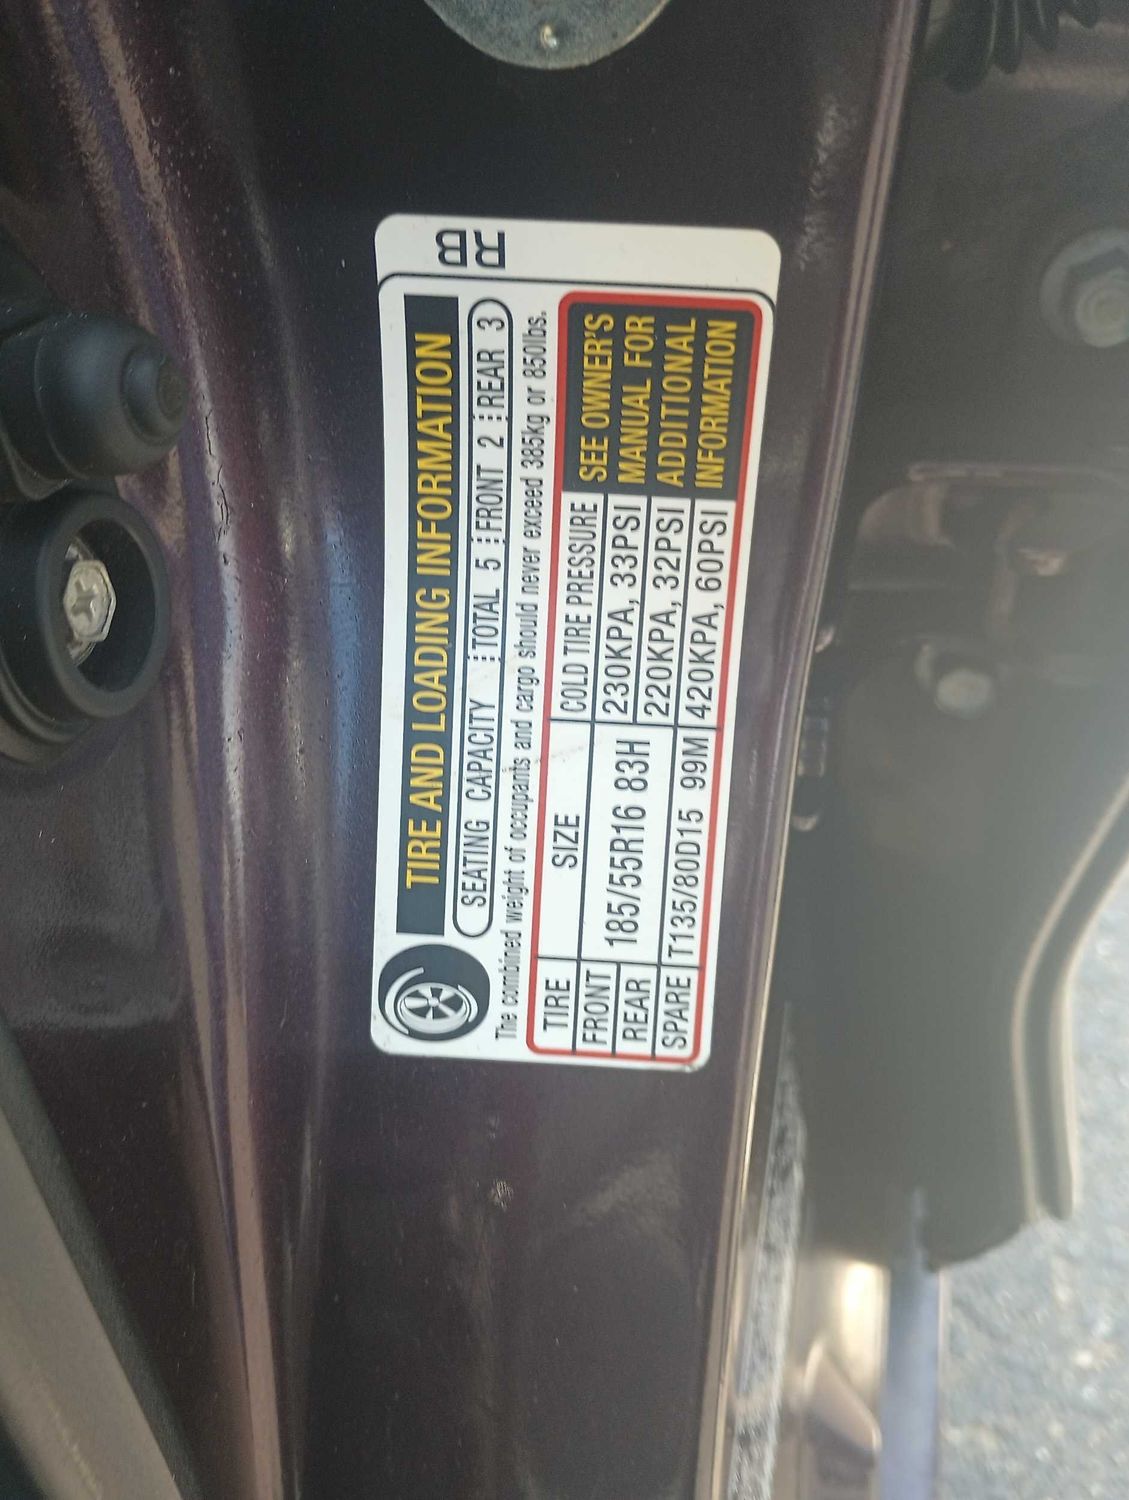 TIRE AND LOADING INFORMATION
SEATING CAPACITY TOTAL 5 FRONT 2 REAR 3
The combined weight of occupants and cargo should never exceed 385kg or 850lbs.
TIRE SIZE COLD TIRE PRESSURE
FRONT 185/55R16 83H 230KPA, 33PSI
REAR 220KPA, 32PSI
SPARE T135/80D15 99M 420KPA, 60PSI
SEE OWNER'S
MANUAL FOR
ADDITIONAL
INFORMATION